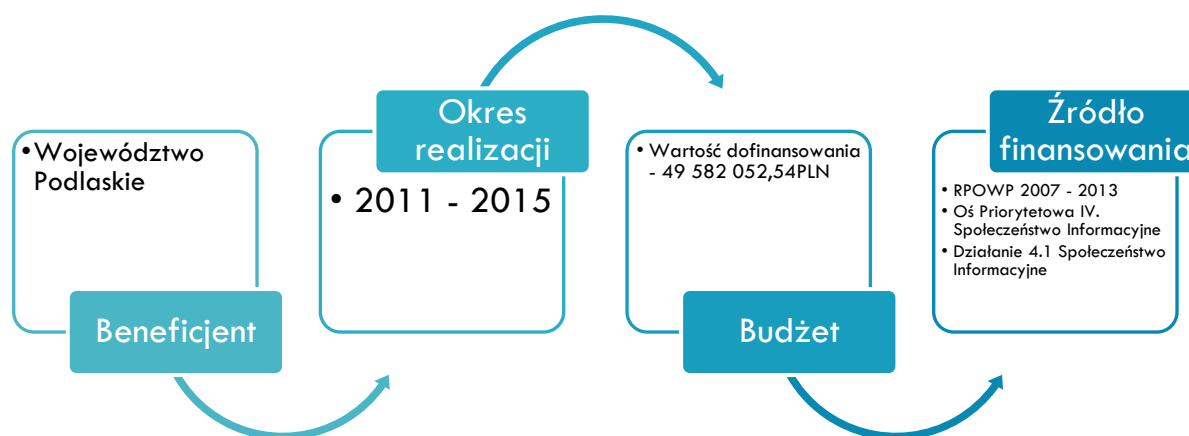 • Województwo
Podlaskie
Beneficjent
Okres
realizacji
• 2011 - 2015
• Wartość dofinansowania
- 49 582 052,54PLN
Budżet
Źródło
finansowania
• RPOWP 2007 - 2013
• Oś Priorytetowa IV.
Społeczeństwo Informacyjne
• Działanie 4.1 Społeczeństwo
Informacyjne